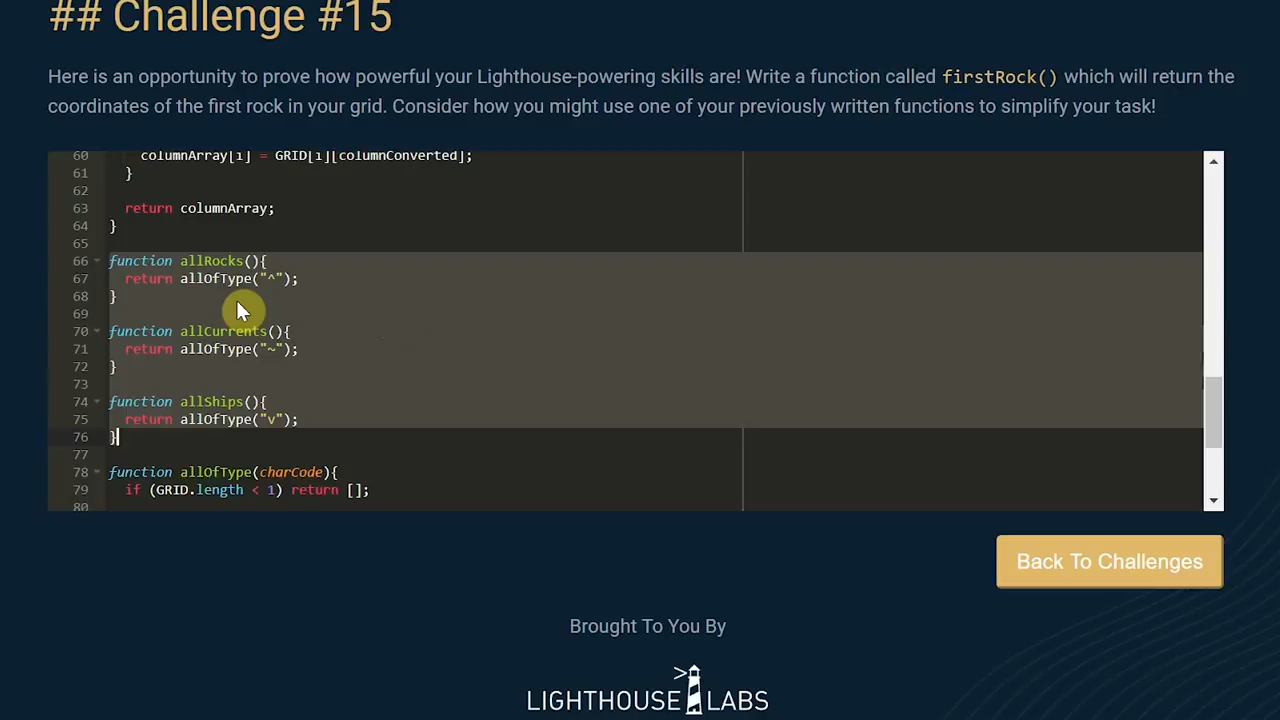 ## Challenge #15
Here is an opportunity to prove how powerful your Lighthouse-powering skills are! Write a function called firstRock() which will return the
coordinates of the first rock in your grid. Consider how you might use one of your previously written functions to simplify your task!
60 columnArray[i] = GRID[i][columnConverted];
61 }
62
63 return columnArray;
64 }
65
66 function allRocks(){
67 return allOfType("^");
68 }
69
70 function allCurrents(){
71 return allOfType("~");
72 }
73
74 function allShips(){
75 return allOfType("v");
76 }
77
78 function allOfType(charCode){
79 if (GRID.length < 1) return [];
80
Back To Challenges
Brought To You By
LIGHTHOUSE LABS